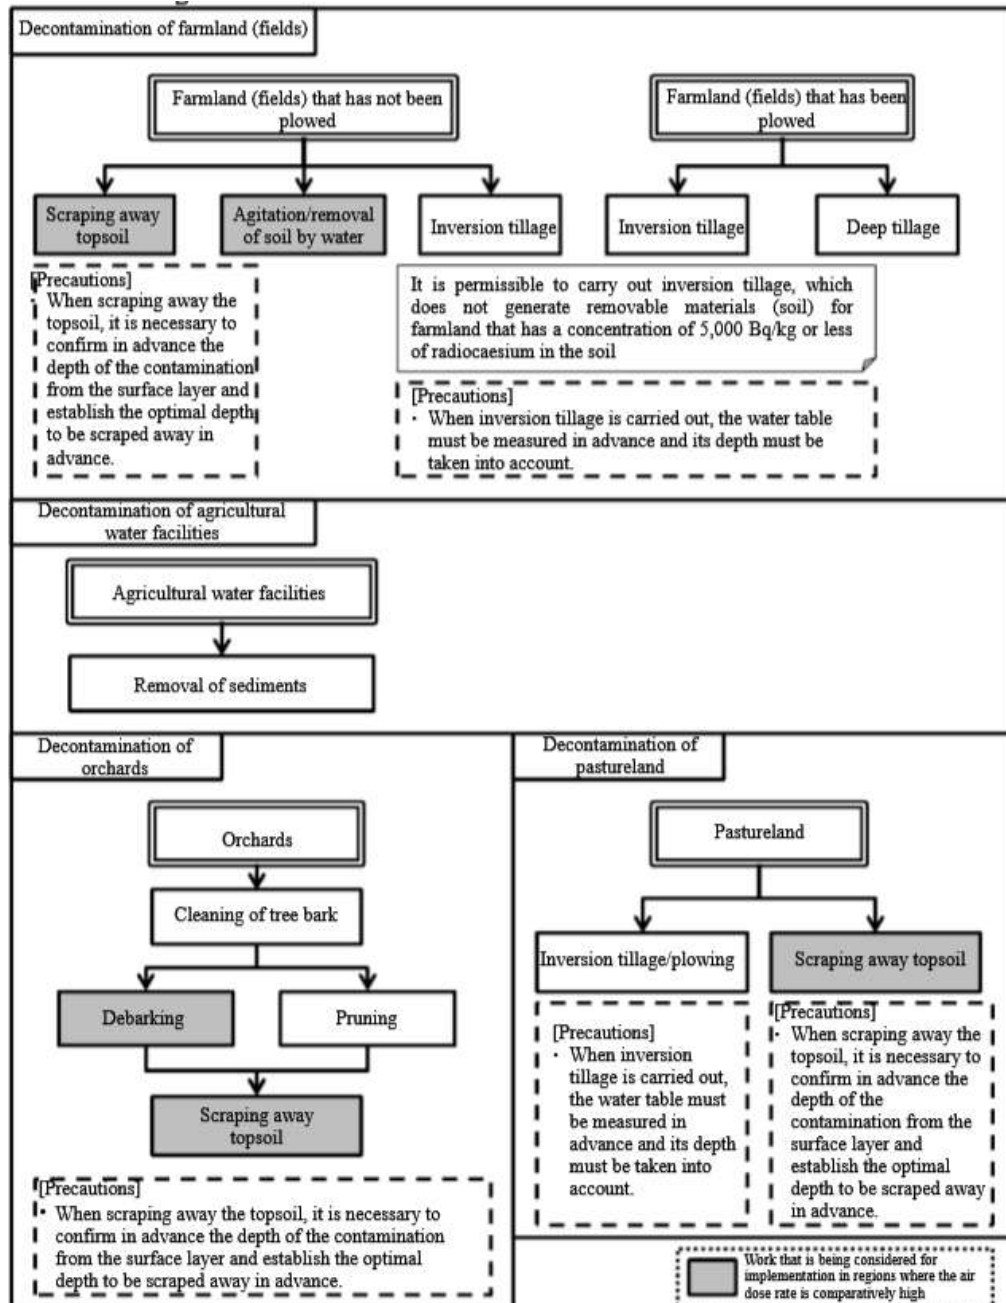 Decontamination of farmland (fields)
Farmland (fields) that has not been
plowed
Farmland (fields) that has been
plowed
Scraping away
topsoil
Agitation/removal
of soil by water
Inversion tillage
Inversion tillage
Deep tillage
[Precautions]
· When scraping away the
topsoil, it is necessary to
confirm in advance the
depth of the contamination
from the surface layer and
establish the optimal depth
to be scraped away in
advance.
It is permissible to carry out inversion tillage, which
does not generate removable materials (soil) for
farmland that has a concentration of 5,000 Bq/kg or less
of radiocaesium in the soil
[Precautions]
· When inversion tillage is carried out, the water table
must be measured in advance and its depth must be
taken into account.
Decontamination of agricultural
water facilities
Agricultural water facilities
Removal of sediments
Decontamination of
orchards
Orchards
Cleaning of tree bark
Debarking
Pruning
Scraping away
topsoil
[Precautions]
· When scraping away the topsoil, it is necessary to
confirm in advance the depth of the contamination
from the surface layer and establish the optimal
depth to be scraped away in advance.
Decontamination of
pastureland
Pastureland
Inversion tillage/plowing
Scraping away topsoil
[Precautions]
· When inversion
tillage is carried out,
the water table must
be measured in
advance and its depth
must be taken into
account.
[Precautions]
· When scraping away the
topsoil, it is necessary to
confirm in advance the
depth of the
contamination from the
surface layer and
establish the optimal
depth to be scraped away
in advance.
Work that is being considered for
implementation in regions where the air
dose rate is comparatively high